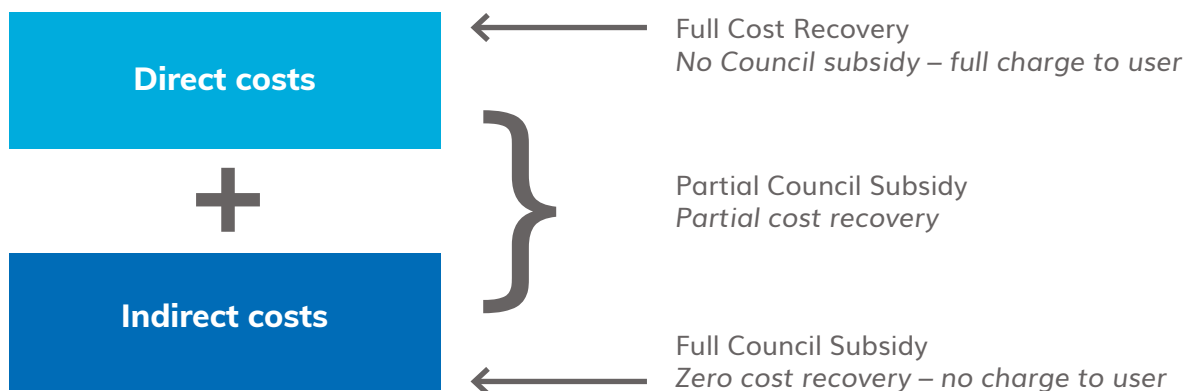 Direct costs
+
Indirect costs
}
Full Cost Recovery
No Council subsidy – full charge to user
Partial Council Subsidy
Partial cost recovery
Full Council Subsidy
Zero cost recovery – no charge to user